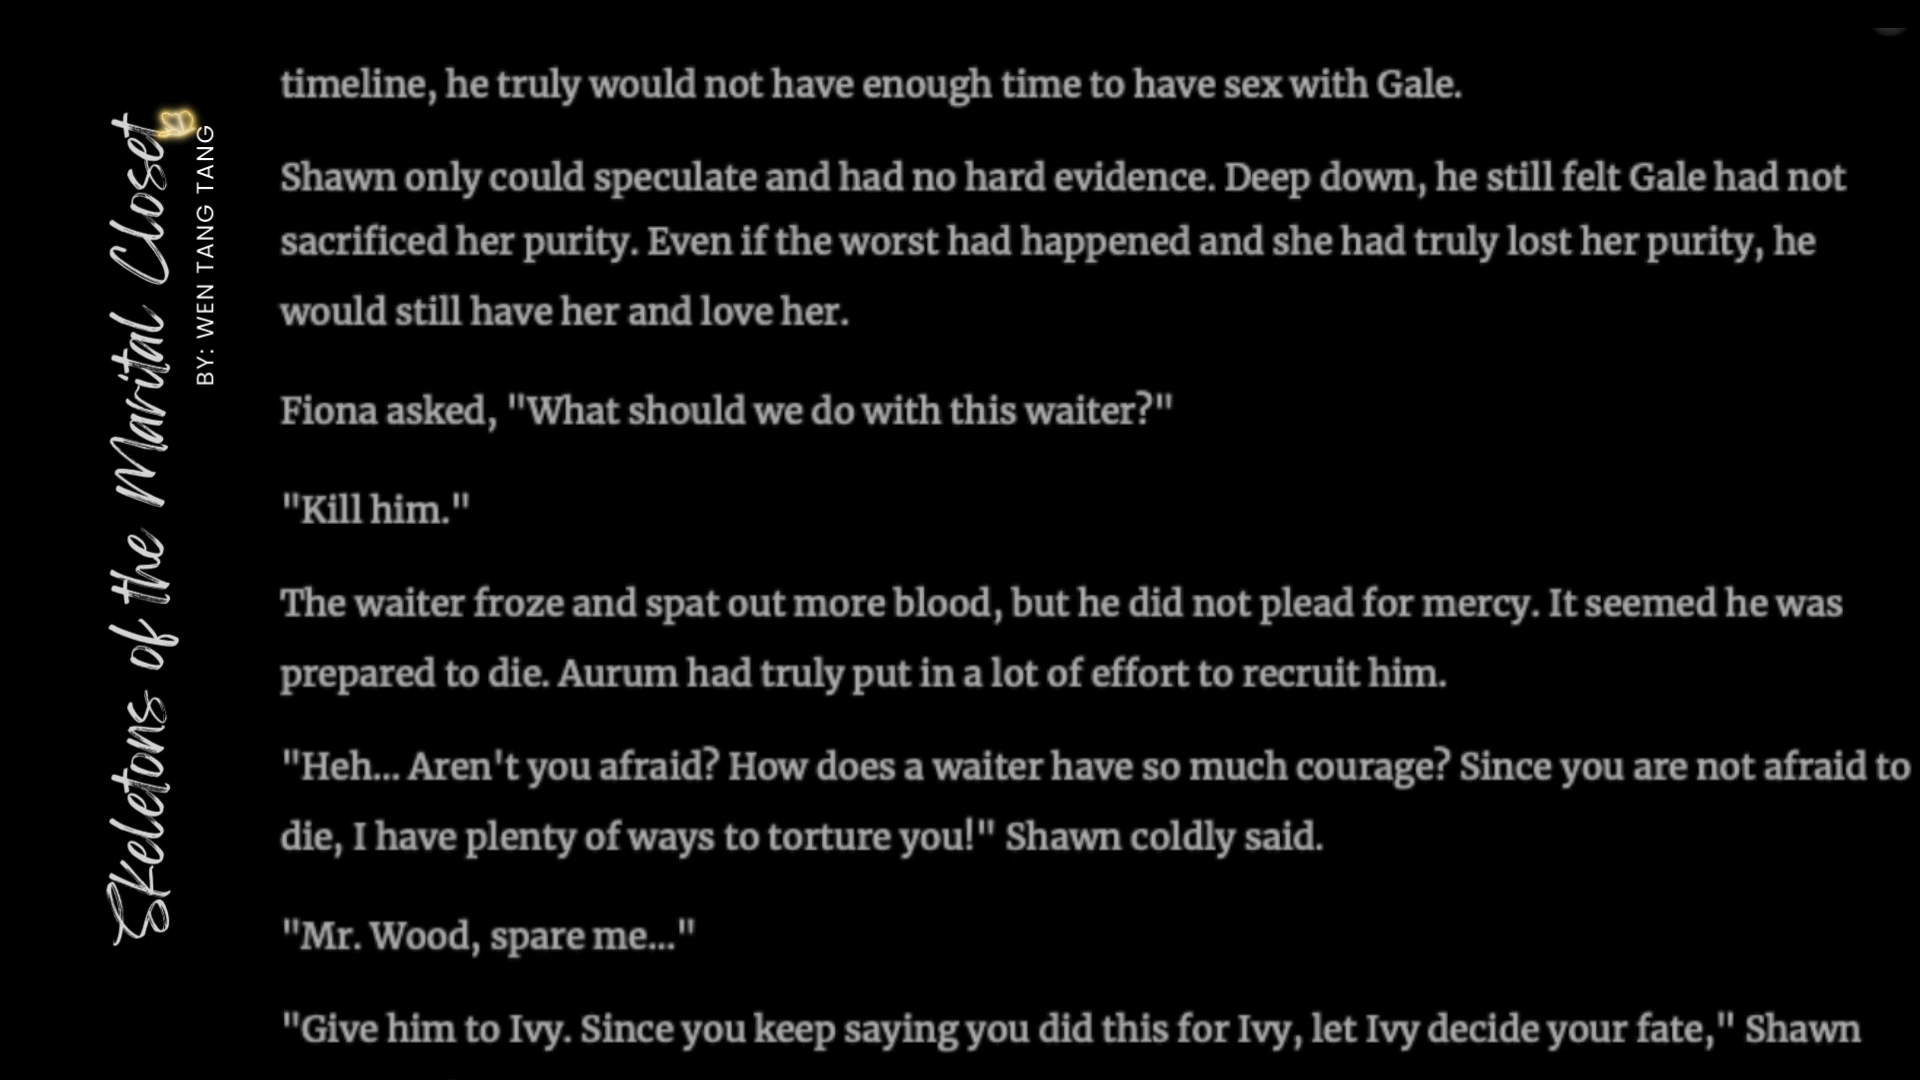 Skeletons of the Marital Closet
BY: WEN TANG TANG
timeline, he truly would not have enough time to have sex with Gale.
Shawn only could speculate and had no hard evidence. Deep down, he still felt Gale had not
sacrificed her purity. Even if the worst had happened and she had truly lost her purity, he
would still have her and love her.
Fiona asked, "What should we do with this waiter?"
"Kill him."
The waiter froze and spat out more blood, but he did not plead for mercy. It seemed he was
prepared to die. Aurum had truly put in a lot of effort to recruit him.
"Heh... Aren't you afraid? How does a waiter have so much courage? Since you are not afraid to
die, I have plenty of ways to torture you!" Shawn coldly said.
"Mr. Wood, spare me..."
"Give him to Ivy. Since you keep saying you did this for Ivy, let Ivy decide your fate," Shawn